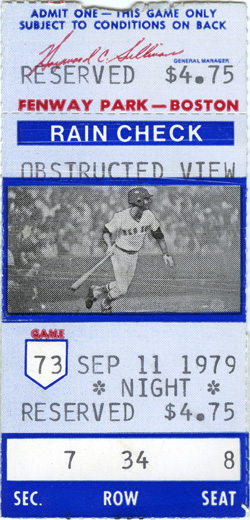 ADMIT ONE — THIS GAME ONLY
SUBJECT TO CONDITIONS ON BACK
Haywood C. Sullivan
GENERAL MANAGER
RESERVED $4.75
FENWAY PARK — BOSTON
RAIN CHECK
OBSTRUCTED VIEW
RED SOX
GAME
73 SEP 11 1979
* NIGHT *
RESERVED $4.75
7 34 8
SEC. ROW SEAT